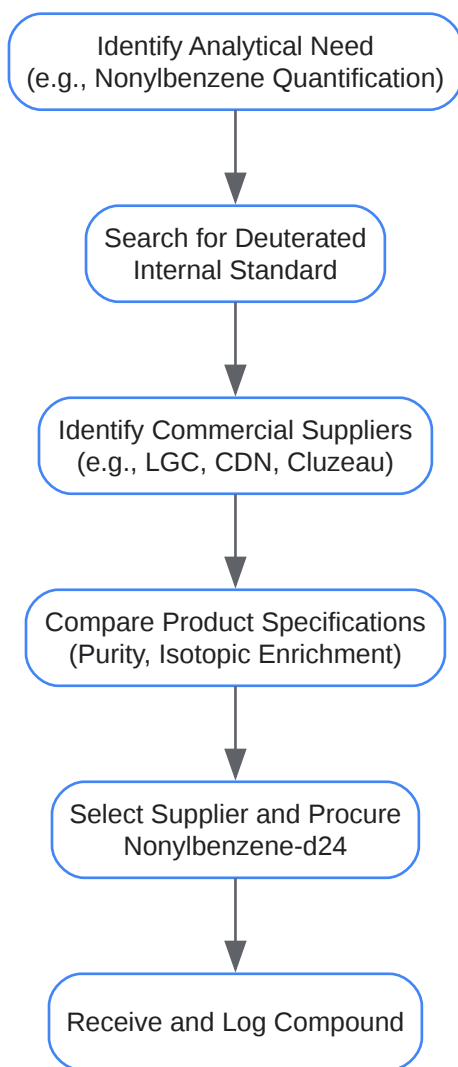 Identify Analytical Need
(e.g., Nonylbenzene Quantification)
Search for Deuterated
Internal Standard
Identify Commercial Suppliers
(e.g., LGC, CDN, Cluzeau)
Compare Product Specifications
(Purity, Isotopic Enrichment)
Select Supplier and Procure
Nonylbenzene-d24
Receive and Log Compound